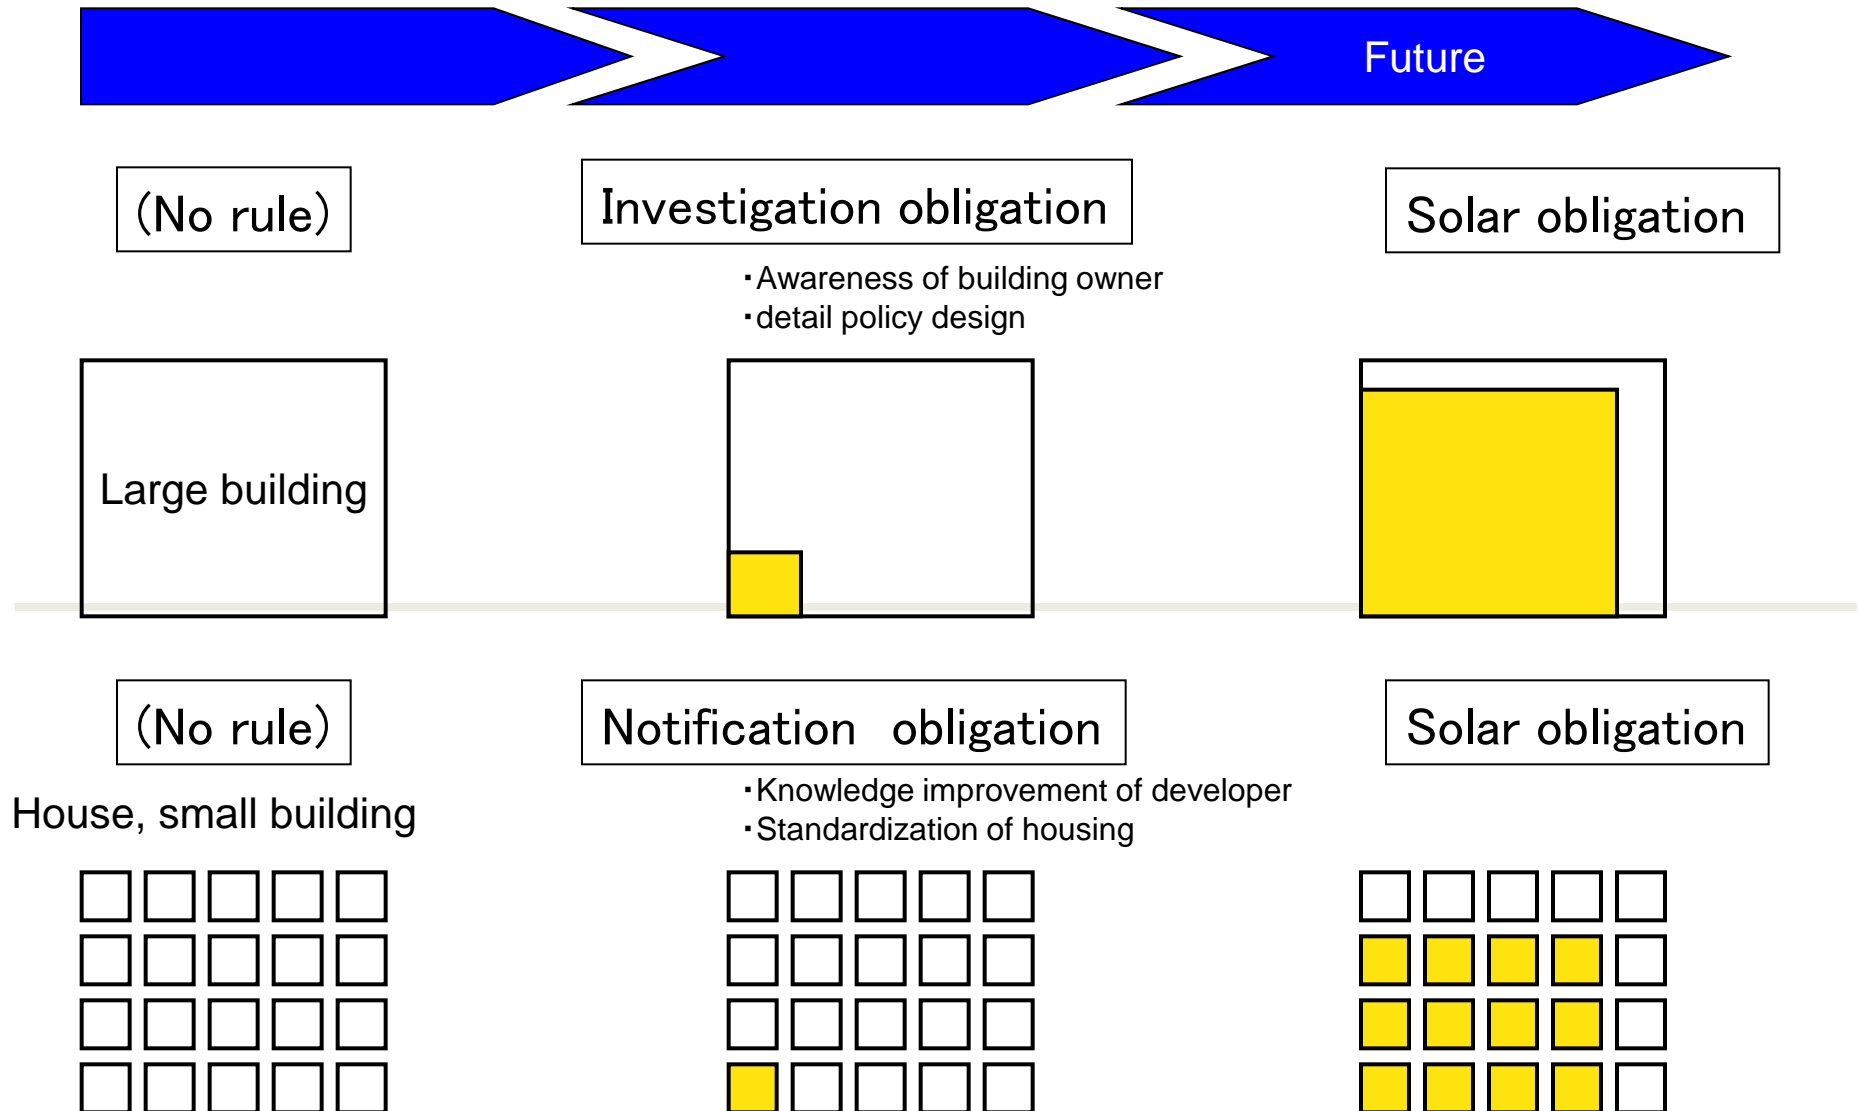 Future
(No rule)
Investigation obligation
Solar obligation
・Awareness of building owner
・detail policy design
Large building
(No rule)
Notification　obligation
Solar obligation
・Knowledge improvement of developer
・Standardization of housing
House, small building